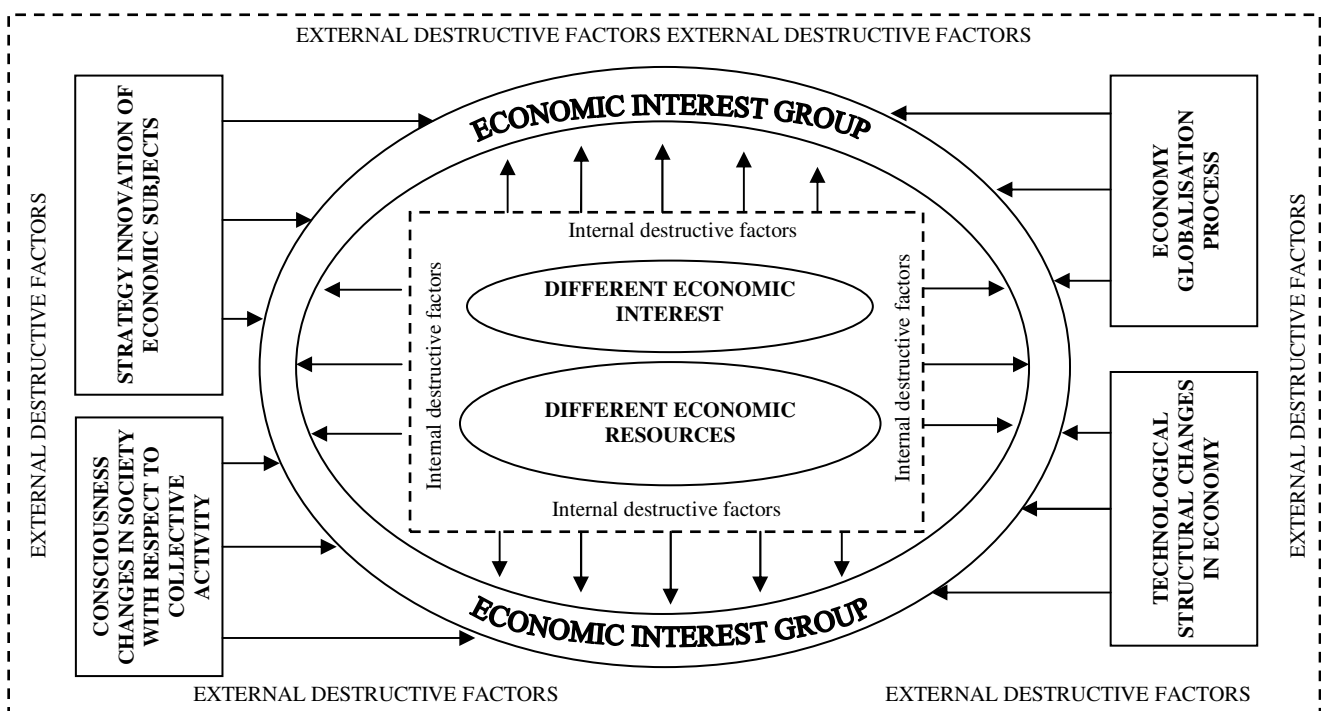 EXTERNAL DESTRUCTIVE FACTORS EXTERNAL DESTRUCTIVE FACTORS
EXTERNAL DESTRUCTIVE FACTORS
STRATEGY INNOVATION OF
ECONOMIC SUBJECTS
CONSCIOUSNESS
CHANGES IN SOCIETY
WITH RESPECT TO
COLLECTIVE
ACTIVITY
ECONOMIC INTEREST GROUP
Internal destructive factors
Internal destructive factors
DIFFERENT ECONOMIC
INTEREST
DIFFERENT ECONOMIC
RESOURCES
Internal destructive factors
Internal destructive factors
ECONOMIC INTEREST GROUP
ECONOMY
GLOBALISATION
PROCESS
TECHNOLOGICAL
STRUCTURAL CHANGES
IN ECONOMY
EXTERNAL DESTRUCTIVE FACTORS
EXTERNAL DESTRUCTIVE FACTORS
EXTERNAL DESTRUCTIVE FACTORS